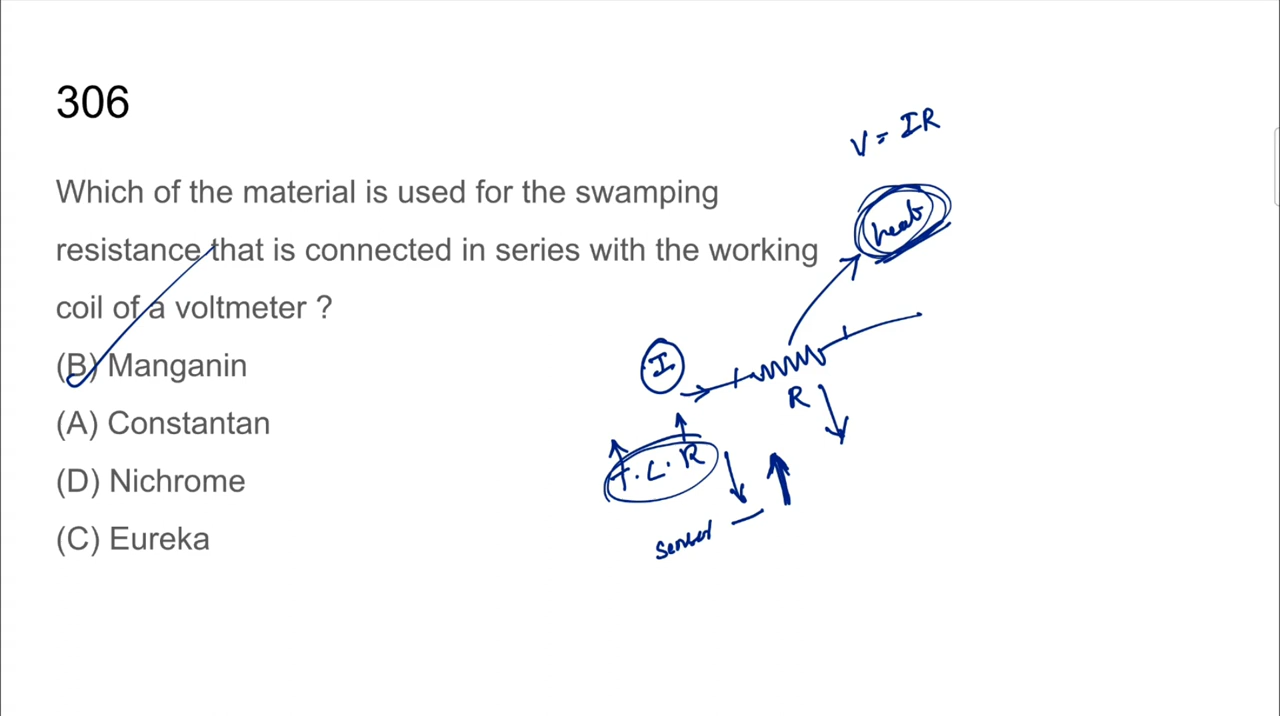 306
V = IR
Which of the material is used for the swamping
heat
resistance that is connected in series with the working
coil of a voltmeter ?
(B) Manganin
I
R
(A) Constantan
T.C.R
(D) Nichrome
(C) Eureka